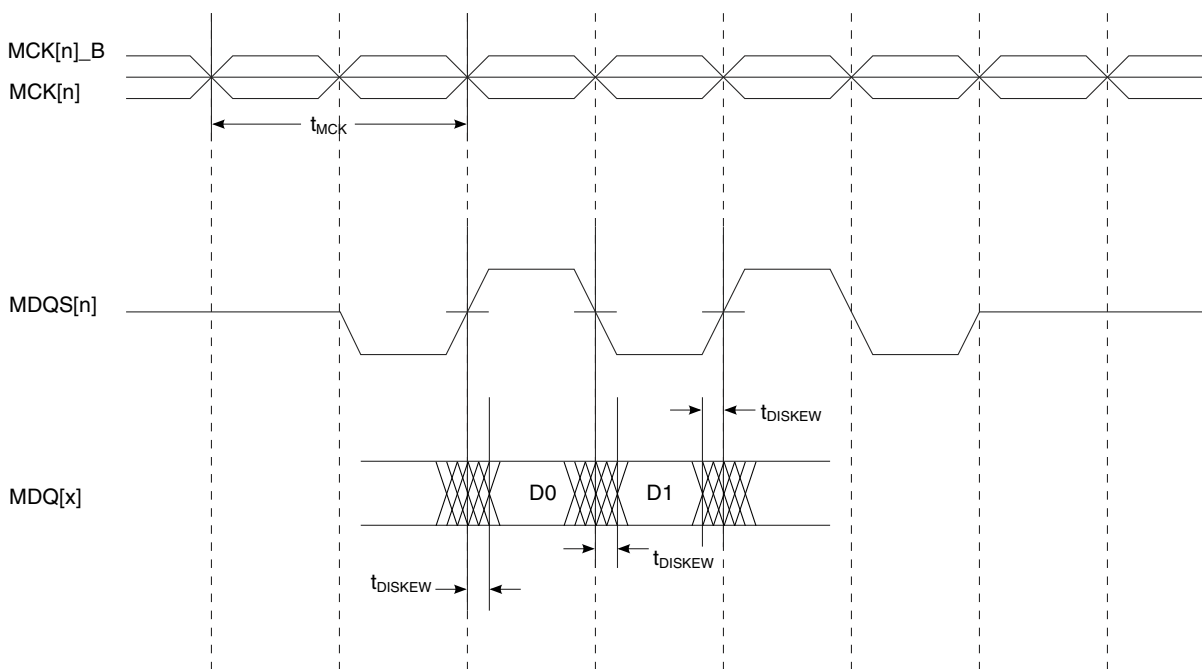 MCK[n]_B
MCK[n]
tMCK
MDQS[n]
tDISKEW
MDQ[x]
D0
D1
tDISKEW
tDISKEW